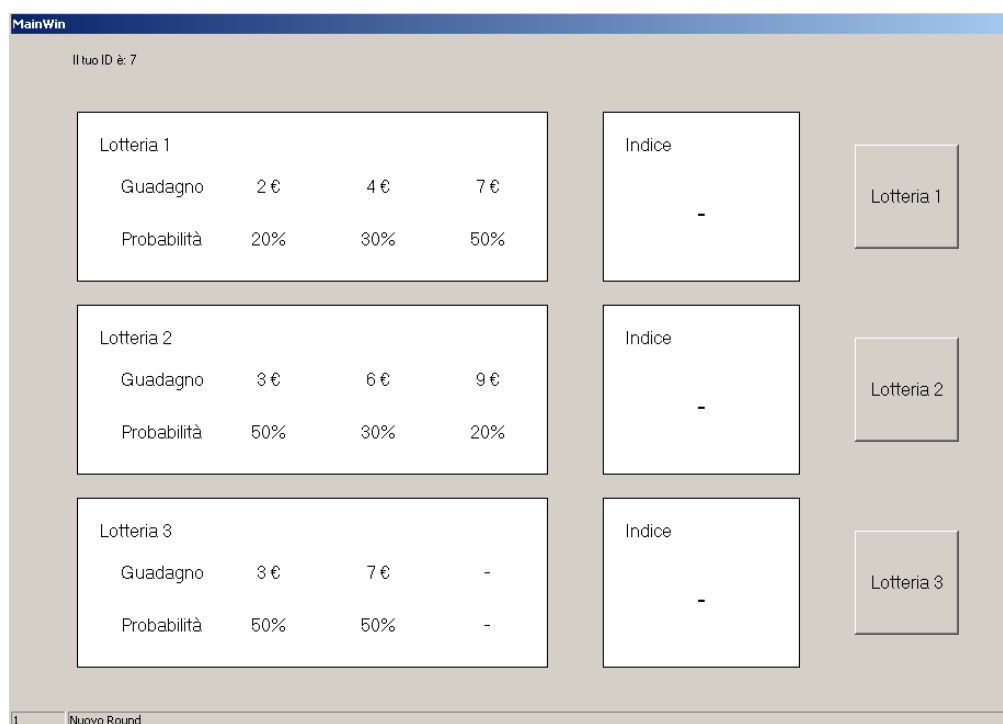 MainWin
Il tuo ID è: 7
Lotteria 1
Guadagno 2 € 4 € 7 €
Probabilità 20% 30% 50%
Indice
-
Lotteria 1
Lotteria 2
Guadagno 3 € 6 € 9 €
Probabilità 50% 30% 20%
Indice
-
Lotteria 2
Lotteria 3
Guadagno 3 € 7 € -
Probabilità 50% 50% -
Indice
-
Lotteria 3
1 Nuovo Round